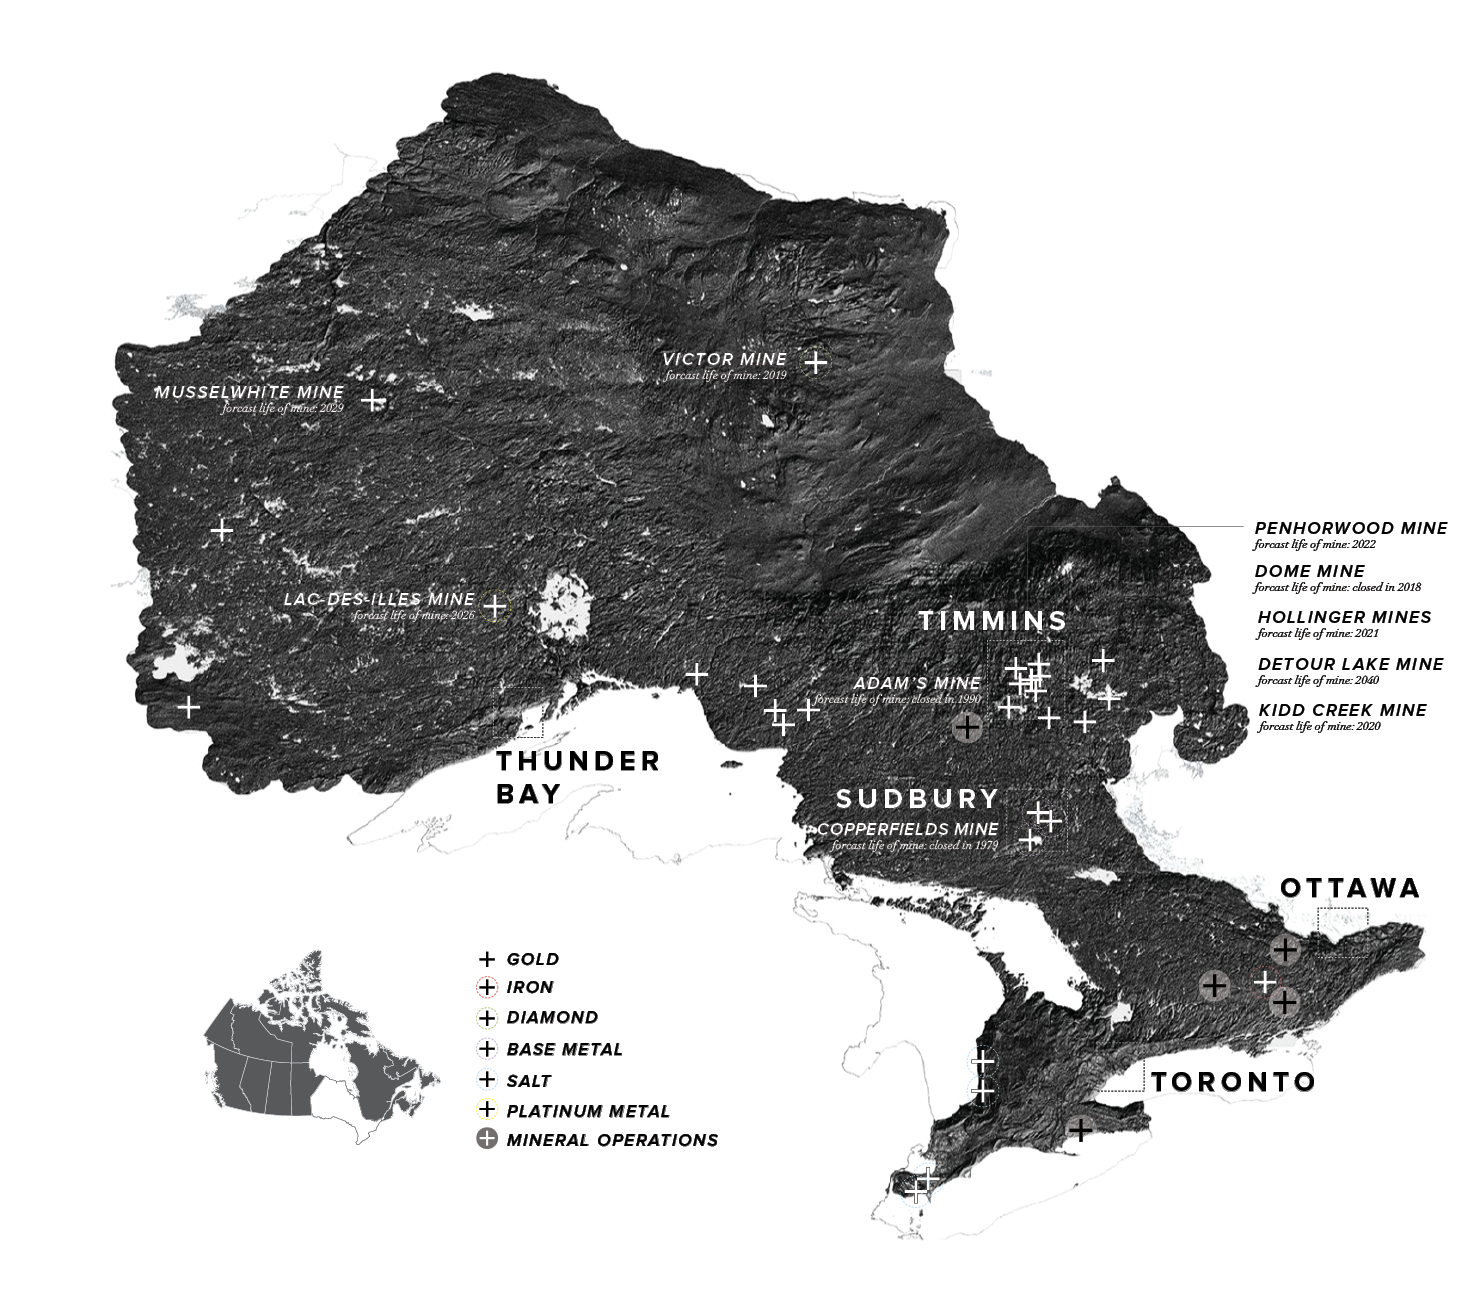 VICTOR MINE
forcast life of mine: 2019
MUSSELWHITE MINE
forcast life of mine: 2029
PENHORWOOD MINE
forcast life of mine: 2022
DOME MINE
forcast life of mine: closed in 2018
HOLLINGER MINES
forcast life of mine: 2021
DETOUR LAKE MINE
forcast life of mine: 2040
KIDD CREEK MINE
forcast life of mine: 2020
LAC-DES-ILLES MINE
forcast life of mine: 2026
TIMMINS
ADAM'S MINE
forcast life of mine: closed in 1990
THUNDER
BAY
SUDBURY
COPPERFIELDS MINE
forcast life of mine: closed in 1979
OTTAWA
TORONTO
GOLD
IRON
DIAMOND
BASE METAL
SALT
PLATINUM METAL
MINERAL OPERATIONS